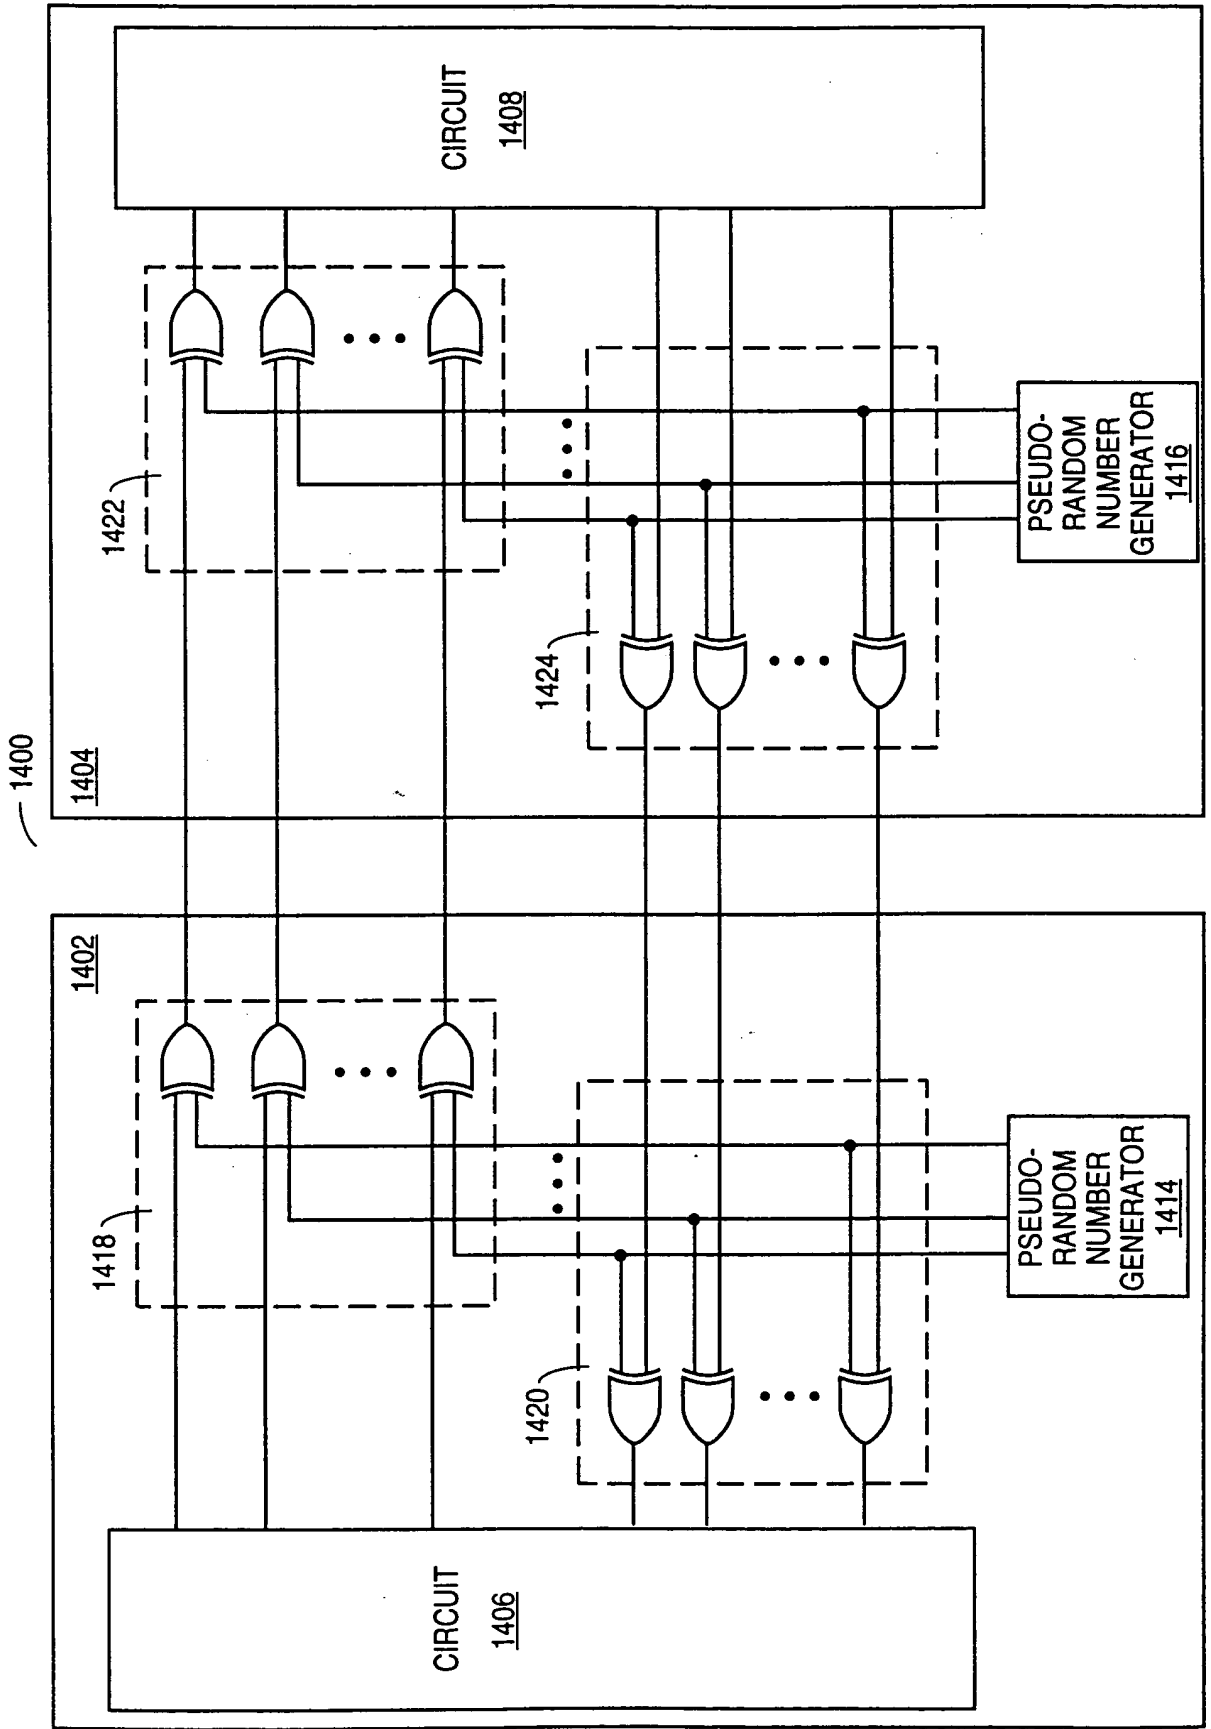 1400
1402
1404
CIRCUIT
1406
1418
1420
PSEUDO-
RANDOM
NUMBER
GENERATOR
1414
1422
1424
CIRCUIT
1408
PSEUDO-
RANDOM
NUMBER
GENERATOR
1416